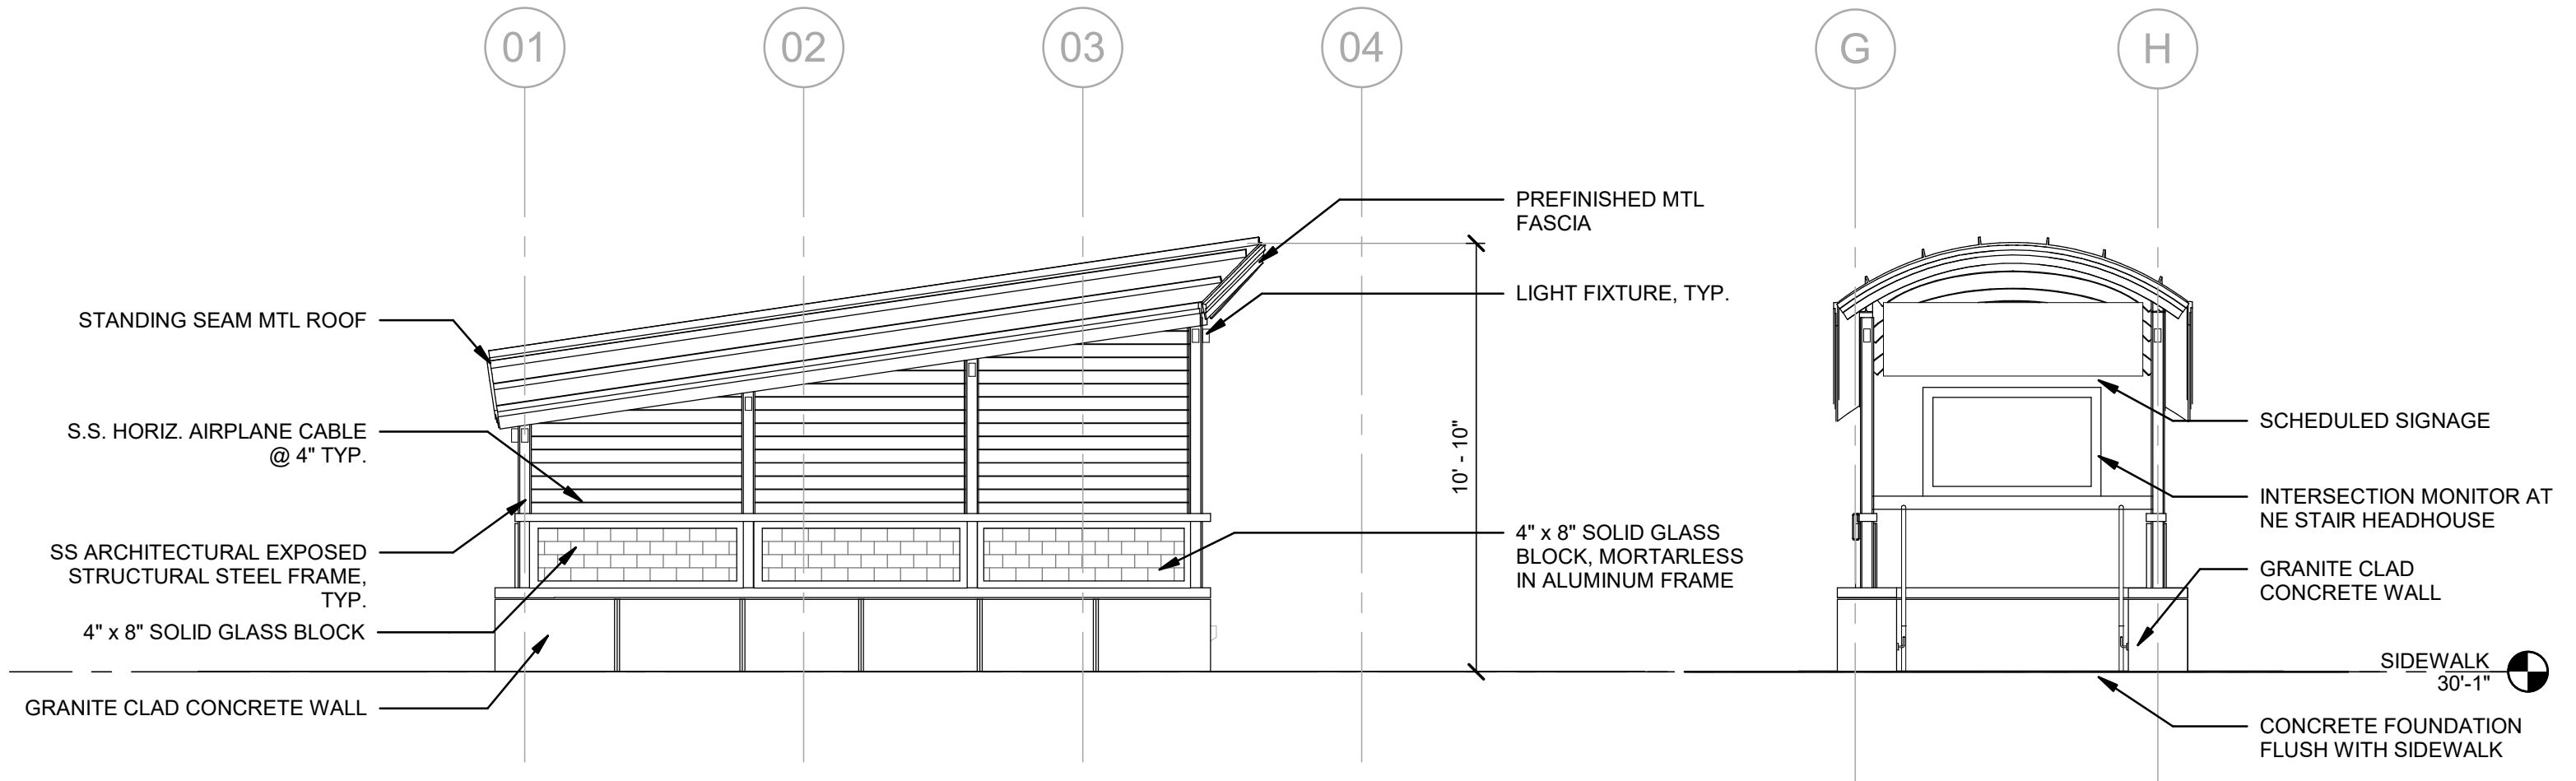 01
02
03
04
G
H
PREFINISHED MTL
FASCIA
LIGHT FIXTURE, TYP.
STANDING SEAM MTL ROOF
S.S. HORIZ. AIRPLANE CABLE
@ 4" TYP.
SS ARCHITECTURAL EXPOSED
STRUCTURAL STEEL FRAME,
TYP.
4" x 8" SOLID GLASS BLOCK
GRANITE CLAD CONCRETE WALL
10' - 10"
4" x 8" SOLID GLASS
BLOCK, MORTARLESS
IN ALUMINUM FRAME
SCHEDULED SIGNAGE
INTERSECTION MONITOR AT
NE STAIR HEADHOUSE
GRANITE CLAD
CONCRETE WALL
SIDEWALK
30'-1"
CONCRETE FOUNDATION
FLUSH WITH SIDEWALK